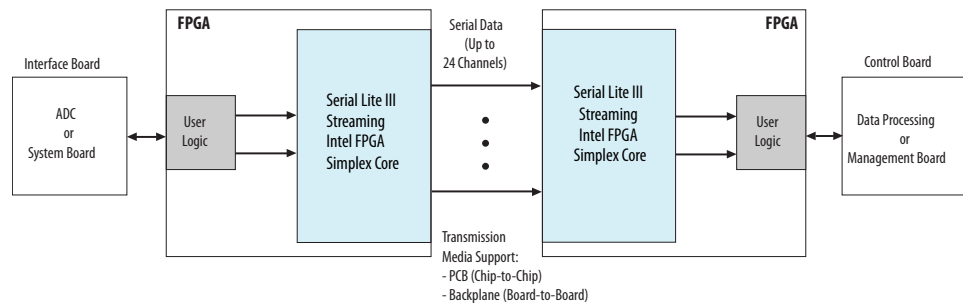 FPGA
Interface Board
ADC
or
System Board
User
Logic
Serial Lite III
Streaming
Intel FPGA
Simplex Core
Serial Data
(Up to
24 Channels)
Transmission
Media Support:
- PCB (Chip-to-Chip)
- Backplane (Board-to-Board)
FPGA
Serial Lite III
Streaming
Intel FPGA
Simplex Core
User
Logic
Control Board
Data Processing
or
Management Board